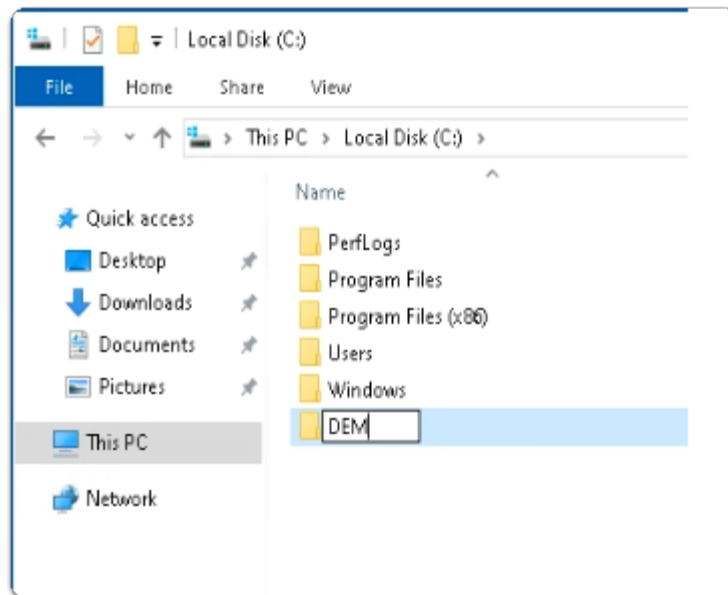 Local Disk (C:)
File Home Share View
This PC > Local Disk (C:) >
Name
Quick access
Desktop
Downloads
Documents
Pictures
This PC
Network
PerfLogs
Program Files
Program Files (x86)
Users
Windows
DEM